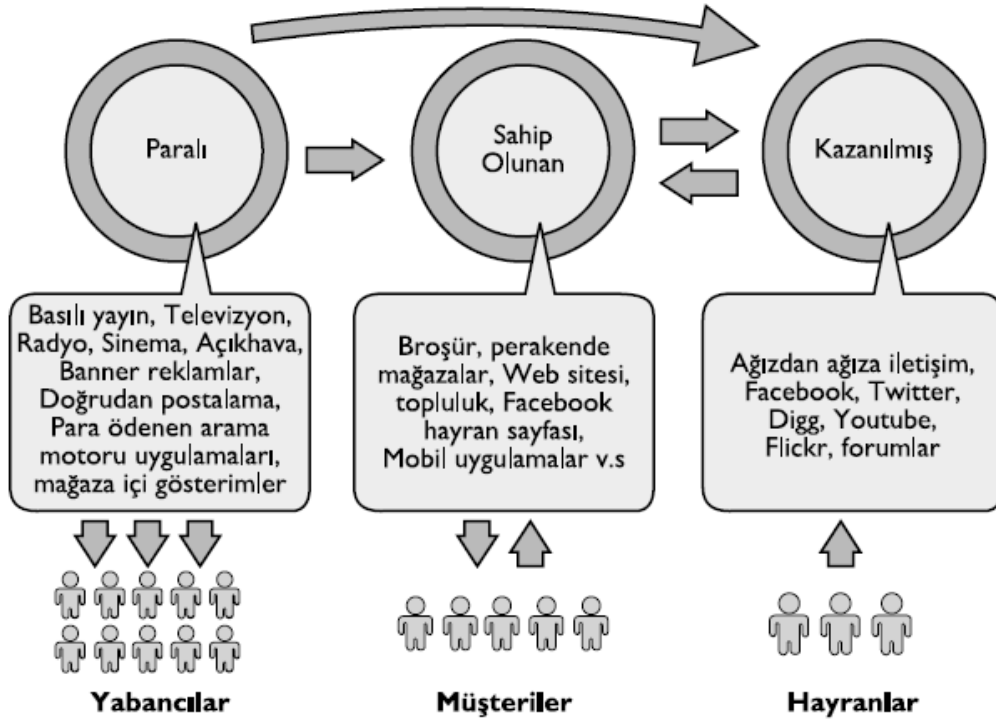 Paralı
Sahip
Olunan
Kazanılmış
Basılı yayın, Televizyon,
Radyo, Sinema, Açıkhava,
Banner reklamlar,
Doğrudan postalama,
Para ödenen arama
motoru uygulamaları,
mağaza içi gösterimler
Broşür, perakende
mağazalar, Web sitesi,
topluluk, Facebook
hayran sayfası,
Mobil uygulamalar v.s
Ağızdan ağıza iletişim,
Facebook, Twitter,
Digg, Youtube,
Flickr, forumlar
Yabancılar
Müşteriler
Hayranlar